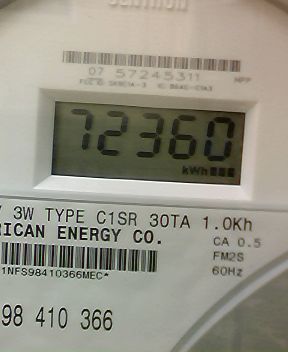 07 57245311
72360
kWh
3W TYPE C1SR 30TA 1.0Kh
RICAN ENERGY CO.
CA 0.5
FM2S
60Hz
1NFS98410366MEC*
98 410 366